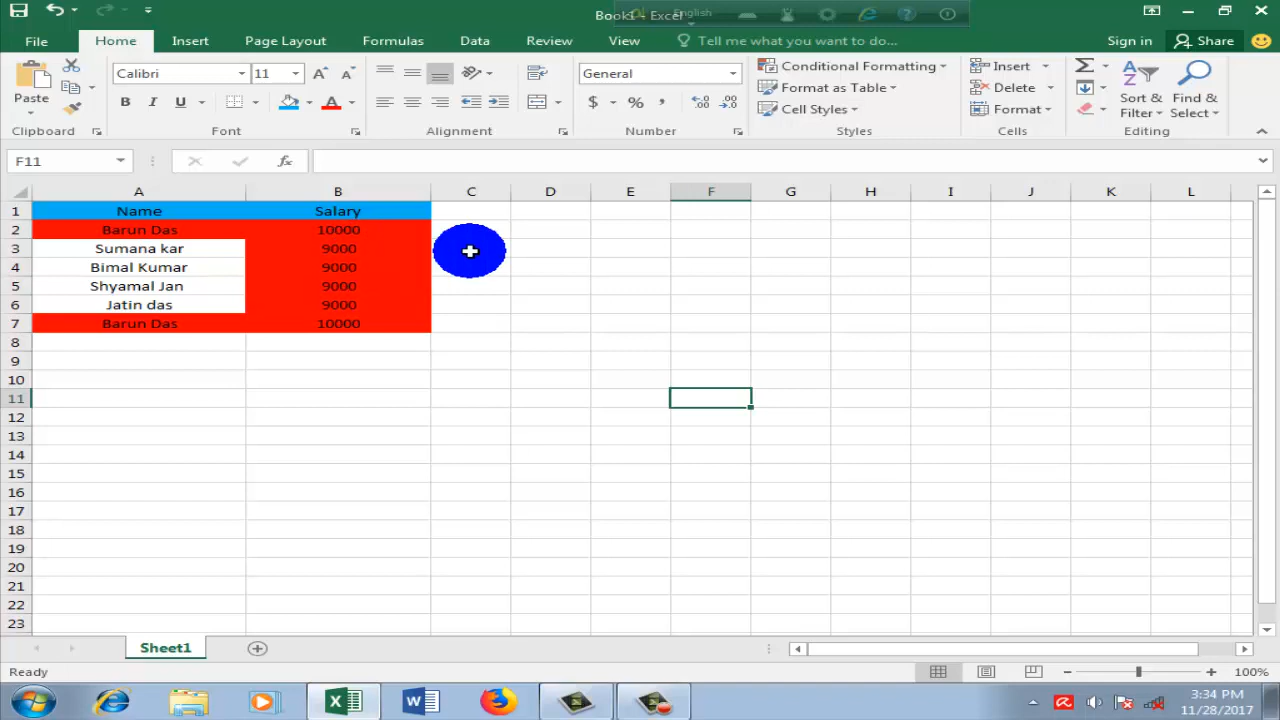 Book1 - Excel
English
File Home Insert Page Layout Formulas Data Review View Tell me what you want to do... Sign in Share
Paste
Calibri 11
B I U
General
$ % ,
Conditional Formatting
Format as Table
Cell Styles
Insert
Delete
Format
Sort & Filter
Find & Select
Clipboard Font Alignment Number Styles Cells Editing
F11 fx
A B C D E F G H I J K L
1 Name Salary
2 Barun Das 10000
3 Sumana kar 9000
4 Bimal Kumar 9000
5 Shyamal Jan 9000
6 Jatin das 9000
7 Barun Das 10000
8
9
10
11
12
13
14
15
16
17
18
19
20
21
22
23
Sheet1
Ready 100%
3:34 PM
11/28/2017